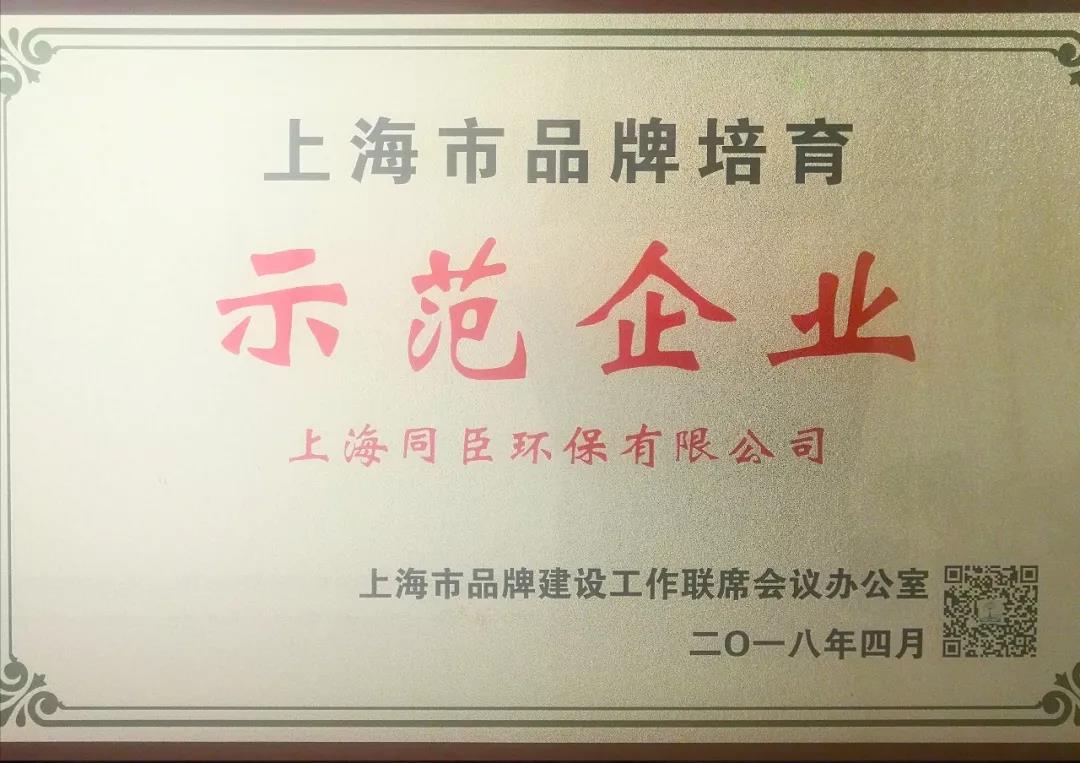 上海市品牌培育
示范企业
上海同臣环保有限公司
上海市品牌建设工作联席会议办公室
二〇一八年四月